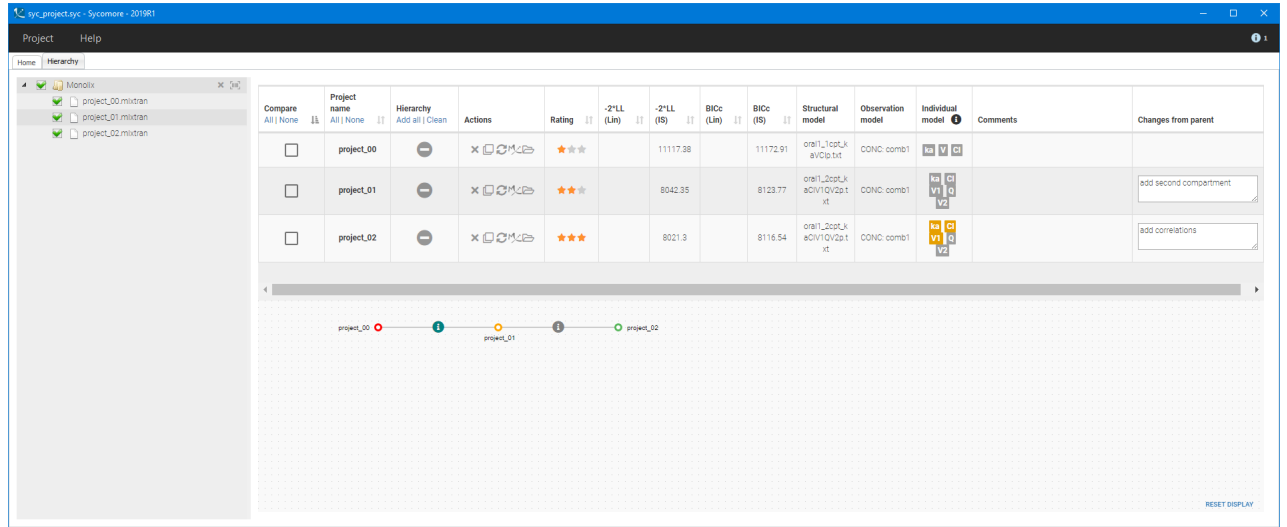 syc_project.syc - Sycomore - 2019R1
Project Help
1
Home Hierarchy
Monolix
project_00.mlxtran
project_01.mlxtran
project_02.mlxtran
Compare
All | None
Project
name
All | None
Hierarchy
Add all | Clean
Actions
Rating
-2*LL
(Lin)
-2*LL
(IS)
BICc
(Lin)
BICc
(IS)
Structural
model
Observation
model
Individual
model
Comments
Changes from parent
project_00
11117.38
11172.91
oral1_1cpt_k
aVClp.txt
CONC: comb1
ka V Cl
project_01
8042.35
8123.77
oral1_2cpt_k
aClV1QV2p.t
xt
CONC: comb1
ka Cl
V1 Q
V2
add second compartment
project_02
8021.3
8116.54
oral1_2cpt_k
aClV1QV2p.t
xt
CONC: comb1
ka Cl
V1 Q
V2
add correlations
project_00
project_01
project_02
RESET DISPLAY